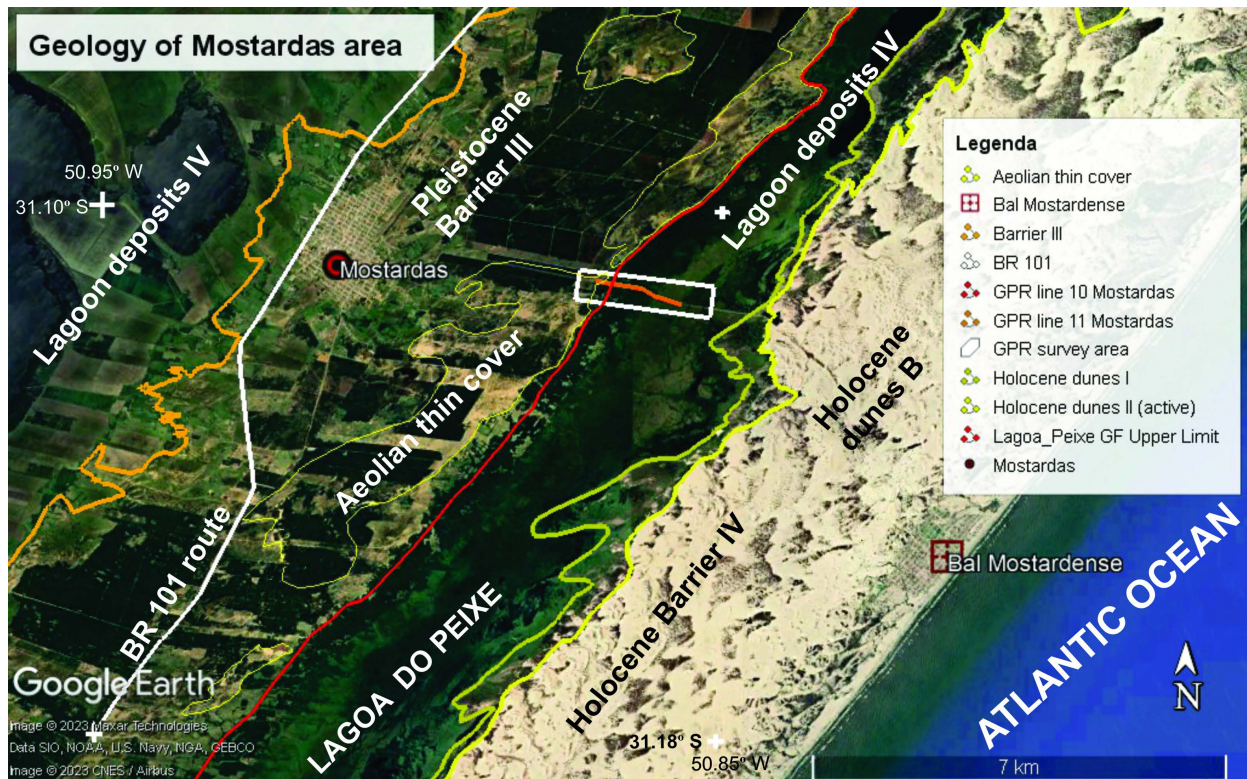 Geology of Mostardas area
50.95º W
31.10º S
Lagoon deposits IV
Pleistocene
Barrier III
Lagoon deposits IV
Mostardas
Aeolian thin cover
BR 101 route
LAGOA DO PEIXE
Holocene Barrier IV
Holocene
dunes B
Legenda
Aeolian thin cover
Bal Mostardense
Barrier III
BR 101
GPR line 10 Mostardas
GPR line 11 Mostardas
GPR survey area
Holocene dunes I
Holocene dunes II (active)
Lagoa_Peixe GF Upper Limit
Mostardas
Bal Mostardense
ATLANTIC OCEAN
N
Google Earth
Image © 2023 Maxar Technologies
Data SIO, NOAA, U.S. Navy, NGA, GEBCO
Image © 2023 CNES / Airbus
31.18º S
50.85º W
7 km